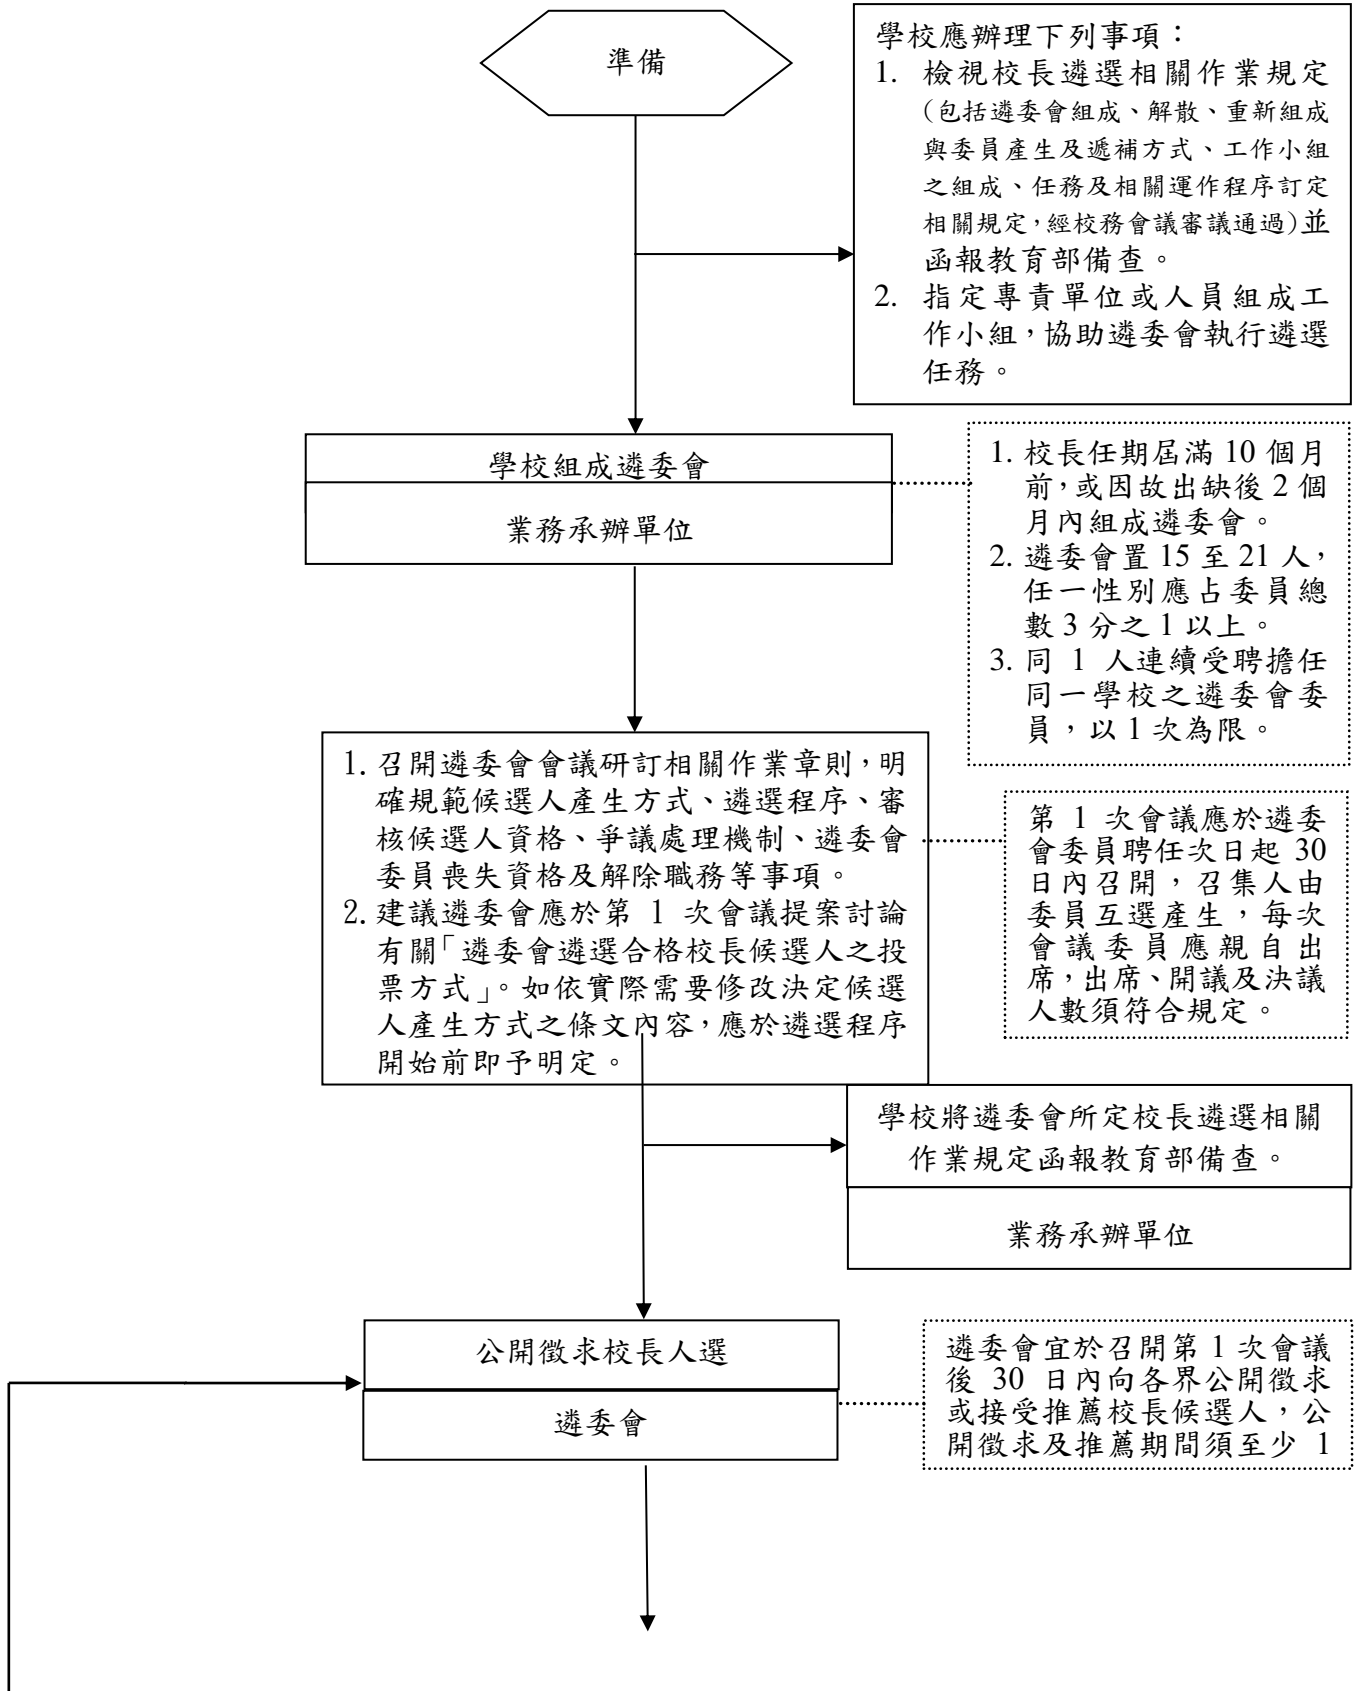 準備
學校應辦理下列事項：
1. 檢視校長遴選相關作業規定
(包括遴委會組成、解散、重新組成
與委員產生及遞補方式、工作小組
之組成、任務及相關運作程序訂定
相關規定，經校務會議審議通過)並
函報教育部備查。
2. 指定專責單位或人員組成工
作小組，協助遴委會執行遴選
任務。
學校組成遴委會
業務承辦單位
1. 校長任期屆滿 10 個月
前，或因故出缺後 2 個
月內組成遴委會。
2. 遴委會置 15 至 21 人，
任一性別應占委員總
數 3 分之 1 以上。
3. 同 1 人連續受聘擔任
同一學校之遴委會委
員，以 1 次為限。
1. 召開遴委會會議研訂相關作業章則，明
確規範候選人產生方式、遴選程序、審
核候選人資格、爭議處理機制、遴委會
委員喪失資格及解除職務等事項。
2. 建議遴委會應於第 1 次會議提案討論
有關「遴委會遴選合格校長候選人之投
票方式」。如依實際需要修改決定候選
人產生方式之條文內容，應於遴選程序
開始前即予明定。
第 1 次會議應於遴委
會委員聘任次日起 30
日內召開，召集人由
委員互選產生，每次
會議委員應親自出
席，出席、開議及決議
人數須符合規定。
學校將遴委會所定校長遴選相關
作業規定函報教育部備查。
業務承辦單位
公開徵求校長人選
遴委會
遴委會宜於召開第 1 次會議
後 30 日內向各界公開徵求
或接受推薦校長候選人，公
開徵求及推薦期間須至少 1